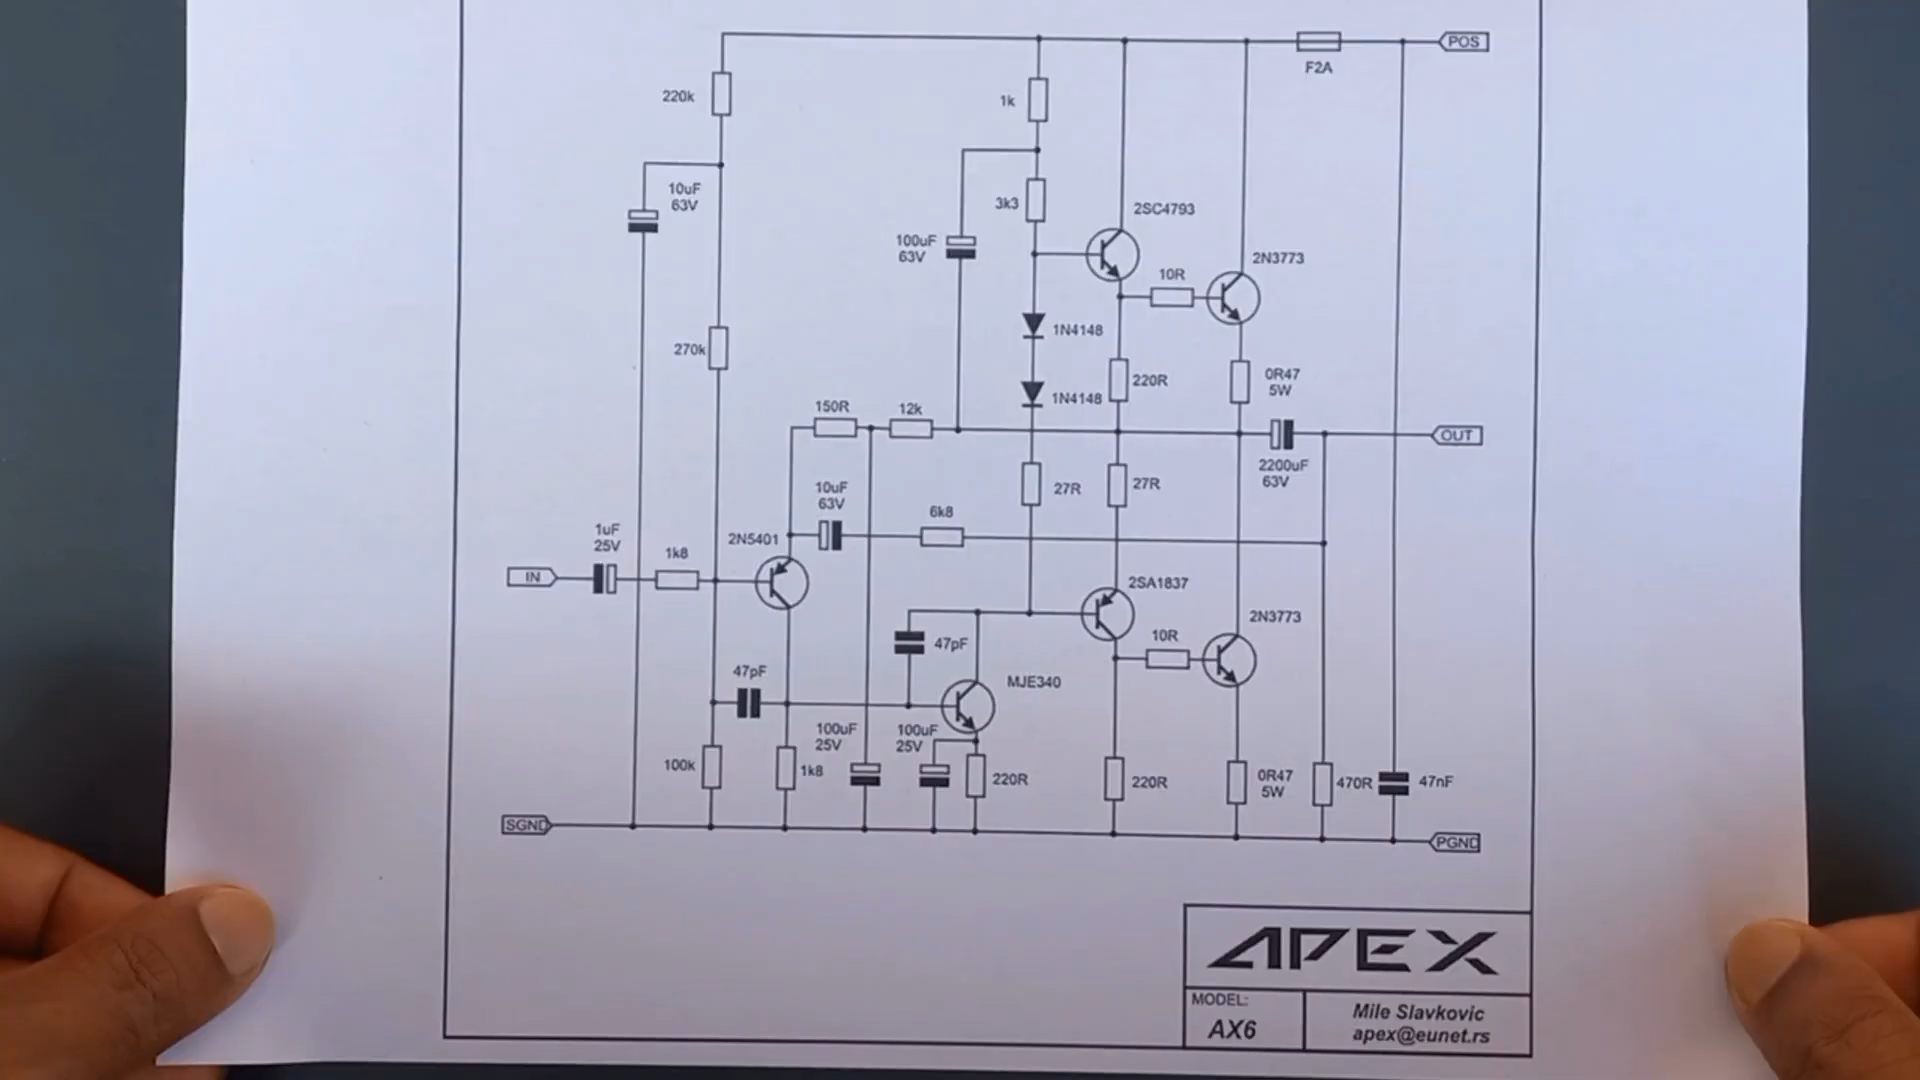 POS
F2A
220k
1k
10uF
63V
3k3
2SC4793
100uF
63V
2N3773
10R
270k
1N4148
0R47
5W
220R
1N4148
150R
12k
OUT
2200uF
63V
27R
27R
10uF
63V
6k8
1uF
25V
2N5401
1k8
IN
2SA1837
2N3773
10R
47pF
47pF
MJE340
100uF
25V
100uF
25V
100k
1k8
220R
220R
0R47
5W
470R
47nF
SGND
PGND
APEX
MODEL:
AX6
Mile Slavkovic
apex@eunet.rs